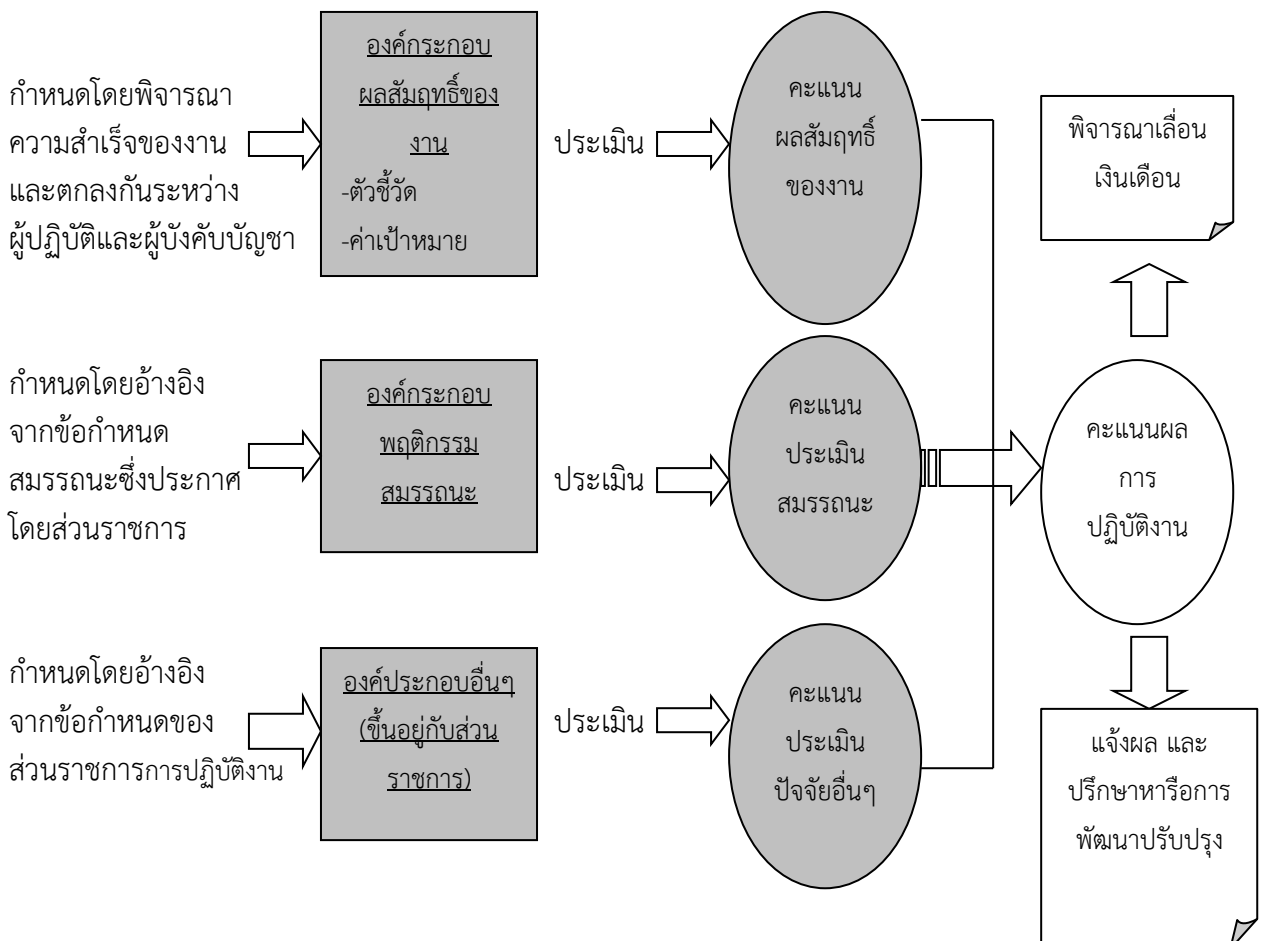 กำหนดโดยพิจารณา
ความสำเร็จของงาน
และตกลงกันระหว่าง
ผู้ปฏิบัติและผู้บังคับบัญชา
องค์กระกอบ
ผลสัมฤทธิ์ของ
งาน
-ตัวชี้วัด
-ค่าเป้าหมาย
ประเมิน
คะแนน
ผลสัมฤทธิ์
ของงาน
พิจารณาเลื่อน
เงินเดือน
กำหนดโดยอ้างอิง
จากข้อกำหนด
สมรรถนะซึ่งประกาศ
โดยส่วนราชการ
องค์กระกอบ
พฤติกรรม
สมรรถนะ
ประเมิน
คะแนน
ประเมิน
สมรรถนะ
คะแนนผล
การ
ปฏิบัติงาน
กำหนดโดยอ้างอิง
จากข้อกำหนดของ
ส่วนราชการการปฏิบัติงาน
องค์ประกอบอื่นๆ
(ขึ้นอยู่กับส่วน
ราชการ)
ประเมิน
คะแนน
ประเมิน
ปัจจัยอื่นๆ
แจ้งผล และ
ปรึกษาหารือการ
พัฒนาปรับปรุง